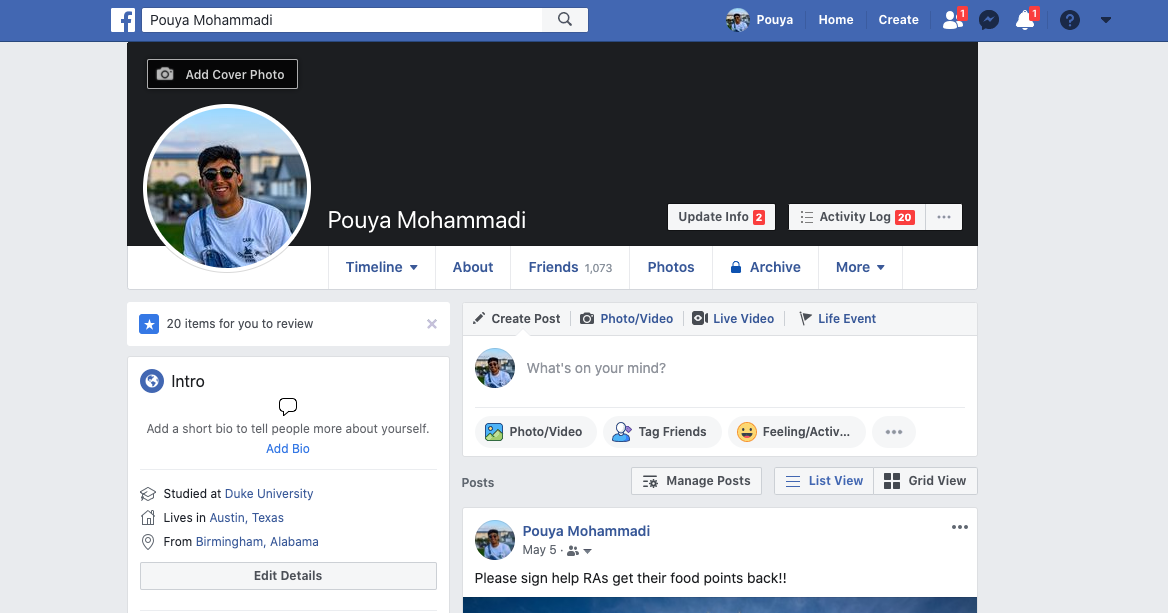 Pouya Mohammadi
Pouya
Home
Create
1
1
Add Cover Photo
Pouya Mohammadi
Update Info 2
Activity Log 20
Timeline
About
Friends 1,073
Photos
Archive
More
20 items for you to review
Intro
Add a short bio to tell people more about yourself.
Add Bio
Studied at Duke University
Lives in Austin, Texas
From Birmingham, Alabama
Edit Details
Create Post
Photo/Video
Live Video
Life Event
What's on your mind?
Photo/Video
Tag Friends
Feeling/Activ...
Posts
Manage Posts
List View
Grid View
Pouya Mohammadi
May 5 ·
Please sign help RAs get their food points back!!